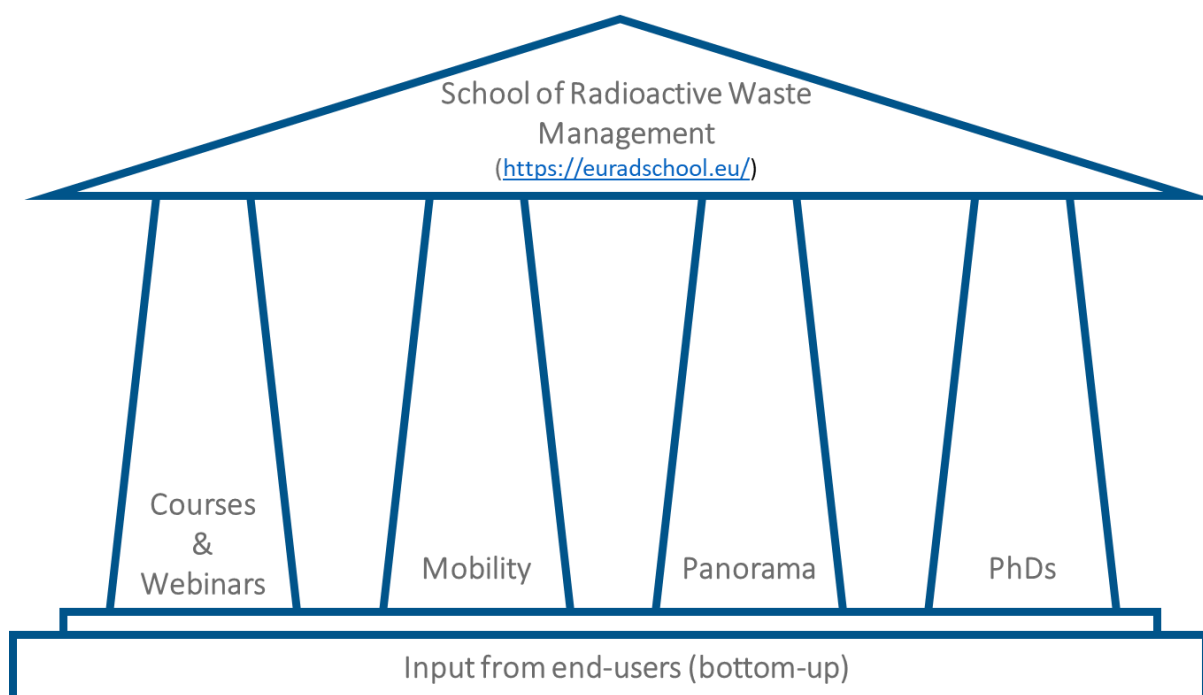 School of Radioactive Waste
Management
(https://euradschool.eu/)
Courses
&
Webinars
Mobility
Panorama
PhDs
Input from end-users (bottom-up)